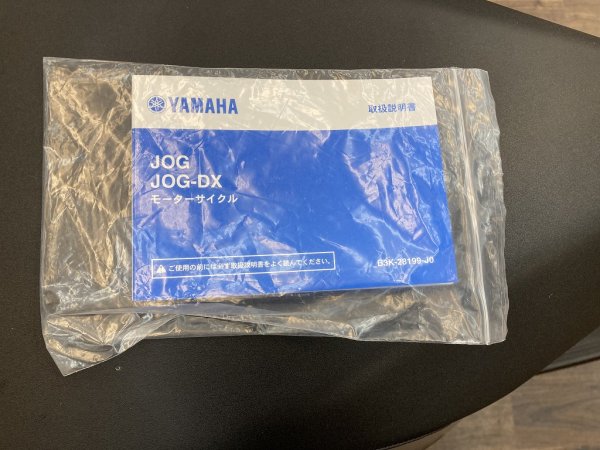 YAMAHA
取扱説明書
JOG
JOG-DX
モーターサイクル
ご使用の前には必ず取扱説明書をよく読んでください。
B3K-28199-J0